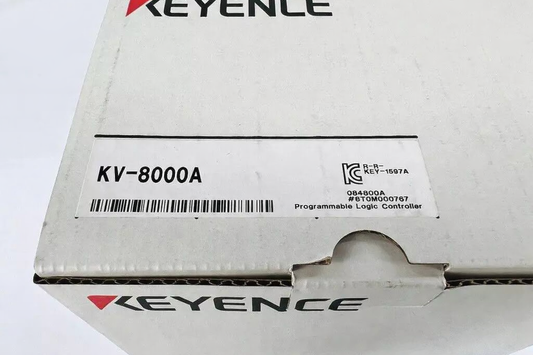 KEYENCE
KV-8000A
R-R-
KEY-1597A
084800A
#6T0M000767
Programmable Logic Controller
KEYENCE